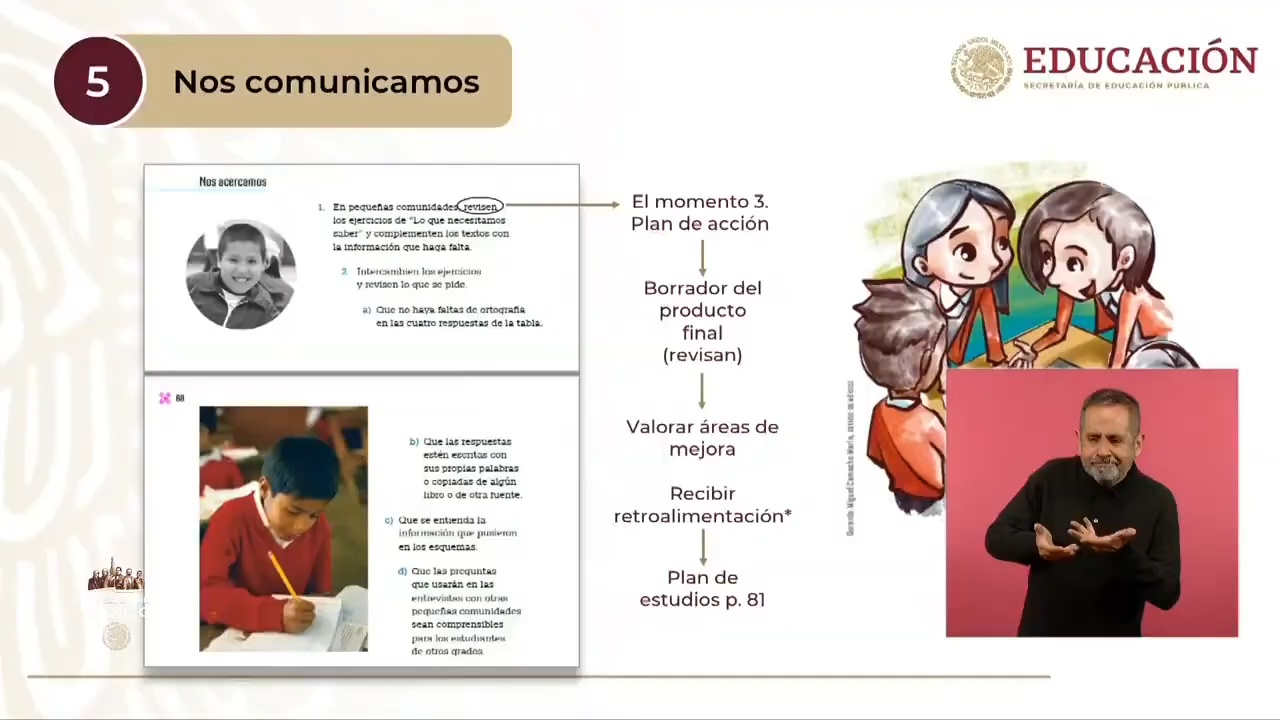 5
Nos comunicamos
EDUCACIÓN
SECRETARÍA DE EDUCACIÓN PÚBLICA
Nos acercamos
1. En pequeñas comunidades, revisen
los ejercicios de "Lo que necesitamos
saber" y complementen los textos con
la información que haga falta.
2. Intercambien los ejercicios
y revisen lo que se pide.
a) Que no haya faltas de ortografía
en las cuatro respuestas de la tabla.
68
b) Que las respuestas
estén escritas con
sus propias palabras
o copiadas de algún
libro o de otra fuente.
c) Que se entienda la
información que pusieron
en los esquemas.
d) Que las preguntas
que usarán en las
entrevistas con otras
pequeñas comunidades
sean comprensibles
para los estudiantes
de otros grados.
El momento 3.
Plan de acción
Borrador del
producto
final
(revisan)
Valorar áreas de
mejora
Recibir
retroalimentación*
Plan de
estudios p. 81
Gerardo Miguel Camacho María,